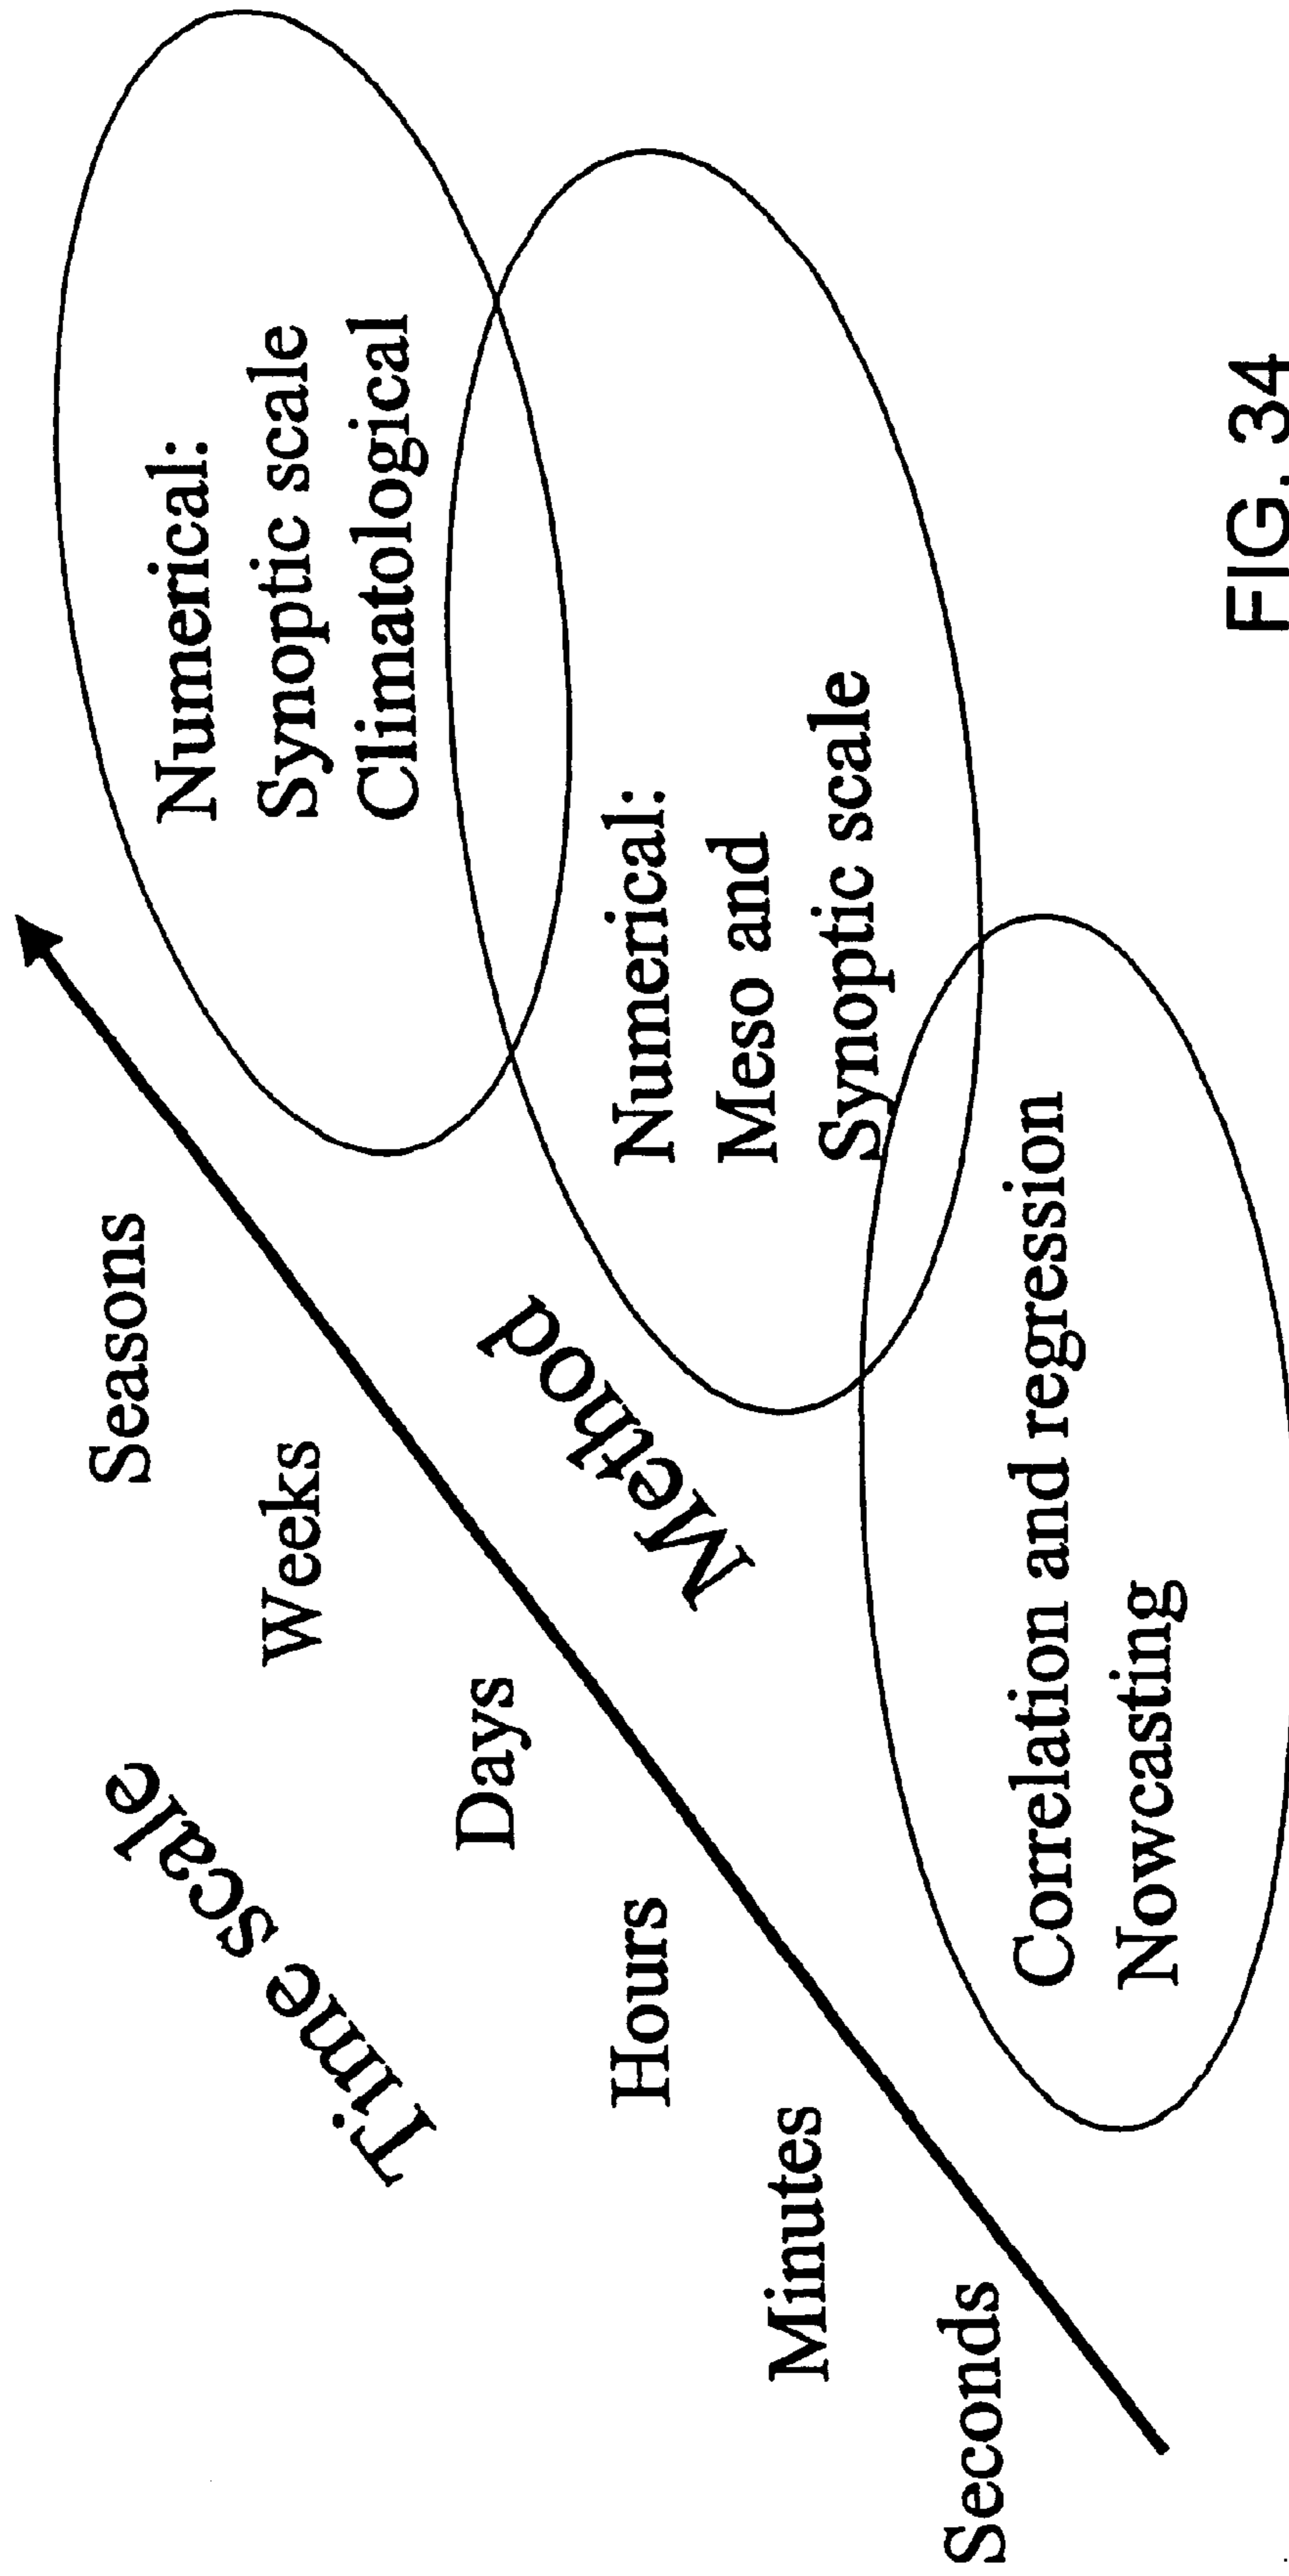 Time scale
Seasons
Weeks
Days
Hours
Minutes
Seconds
Method
Numerical:
Synoptic scale
Climatological
Numerical:
Meso and
Synoptic scale
Correlation and regression
Nowcasting
FIG. 34